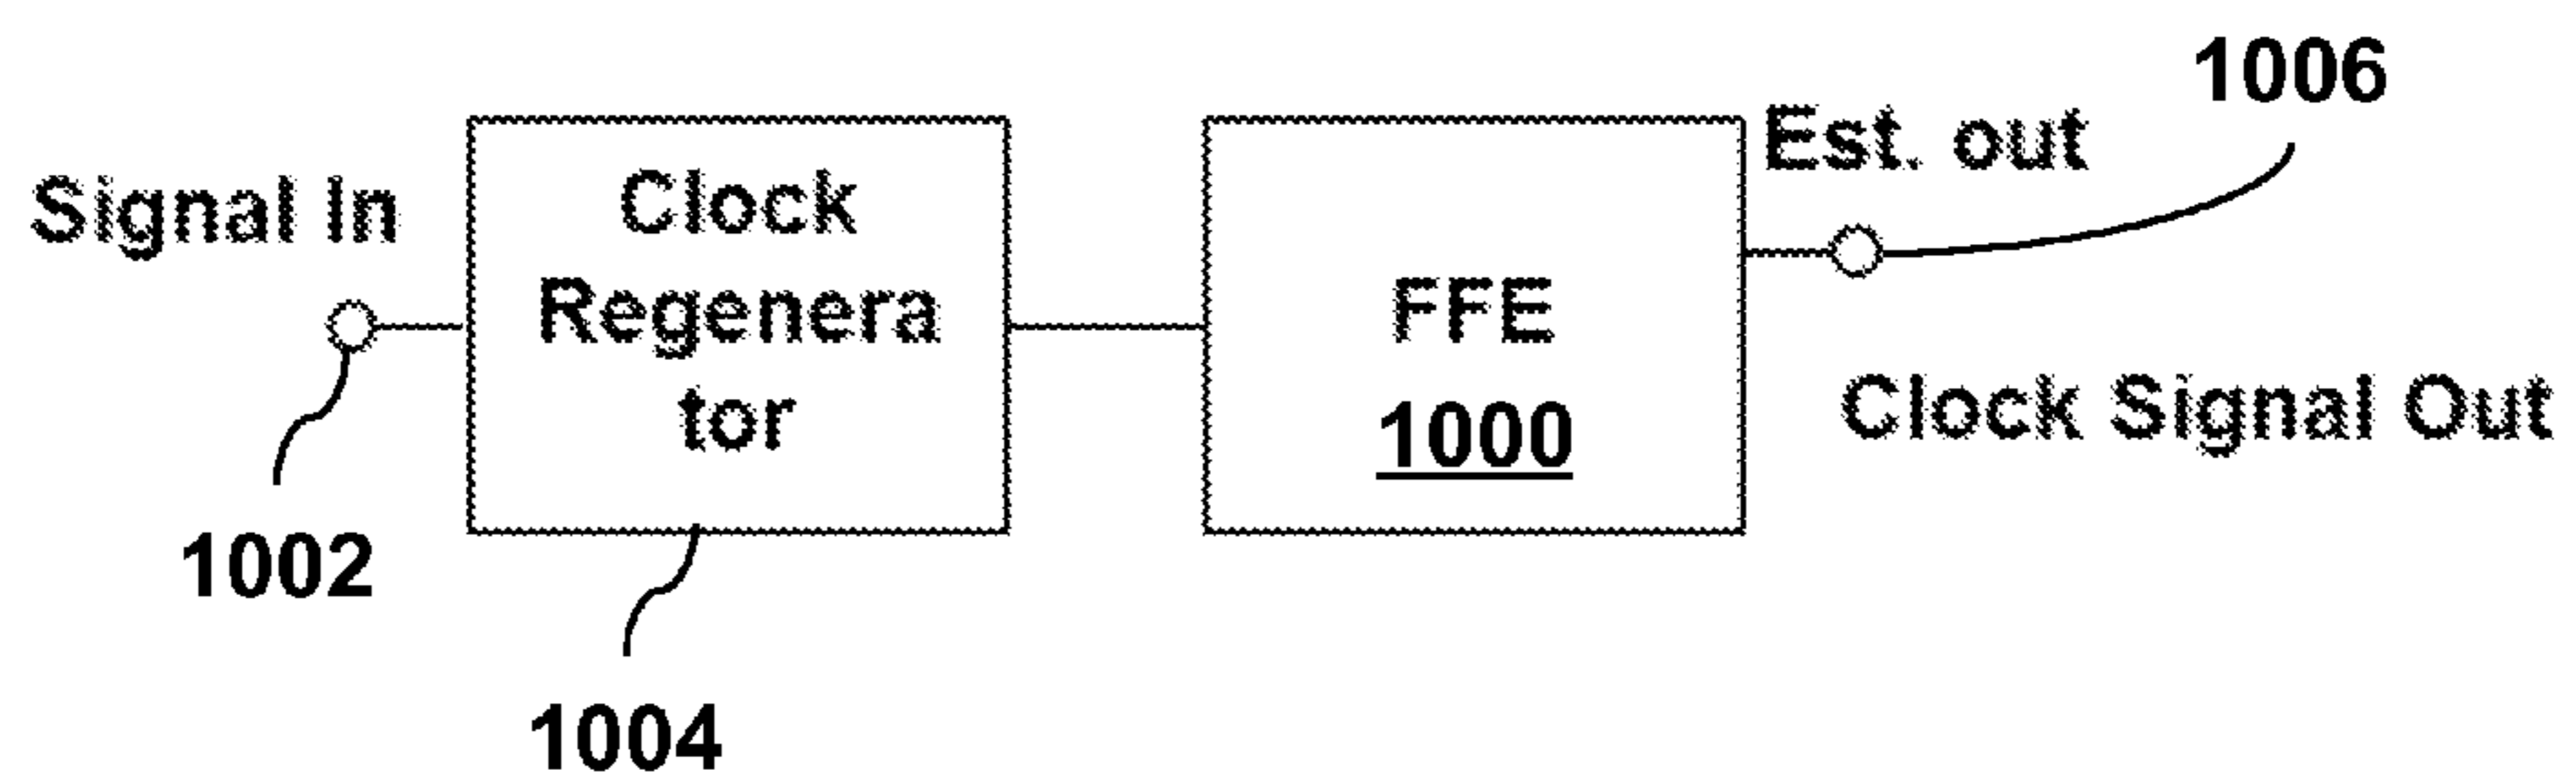 1006
Est. out
Signal In
Clock
Regenera
tor
FFE
1000
Clock Signal Out
1002
1004